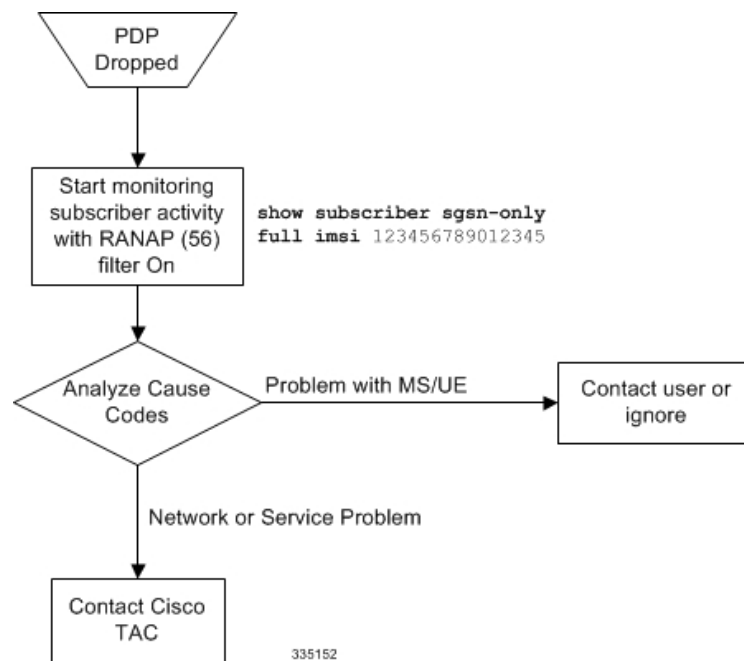 PDP
Dropped
Start monitoring
subscriber activity
with RANAP (56)
filter On
show subscriber sgsn-only
full imsi 123456789012345
Analyze Cause
Codes
Problem with MS/UE
Contact user or
ignore
Network or Service Problem
Contact Cisco
TAC
335152